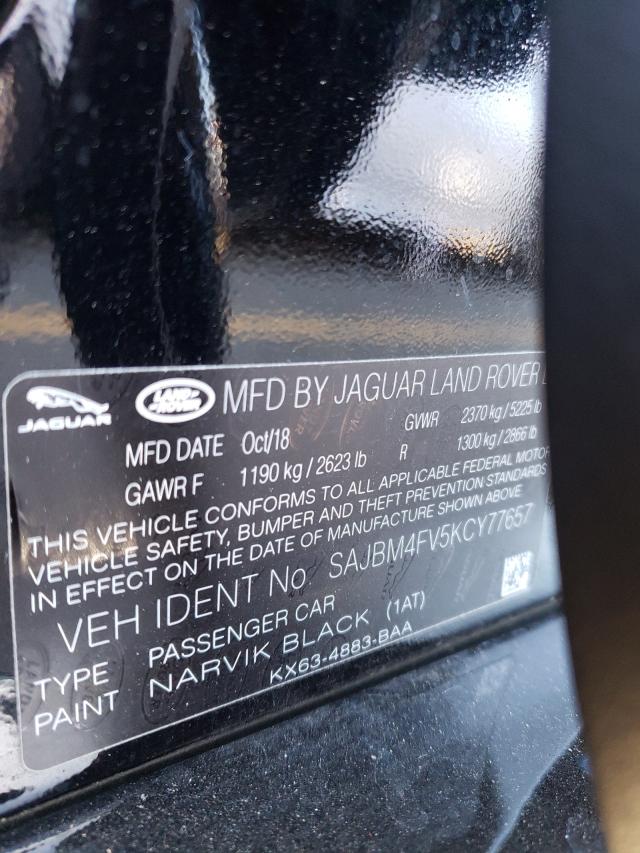 JAGUAR LAND ROVER MFD BY JAGUAR LAND ROVER
MFD DATE Oct/18 GVWR 2370 kg / 5225 lb
GAWR F 1190 kg / 2623 lb R 1300 kg / 2866 lb
THIS VEHICLE CONFORMS TO ALL APPLICABLE FEDERAL MOTOR
VEHICLE SAFETY, BUMPER AND THEFT PREVENTION STANDARDS
IN EFFECT ON THE DATE OF MANUFACTURE SHOWN ABOVE
VEH IDENT No. SAJBM4FV5KCY77657
TYPE PASSENGER CAR
PAINT NARVIK BLACK (1AT)
KX63-4883-BAA